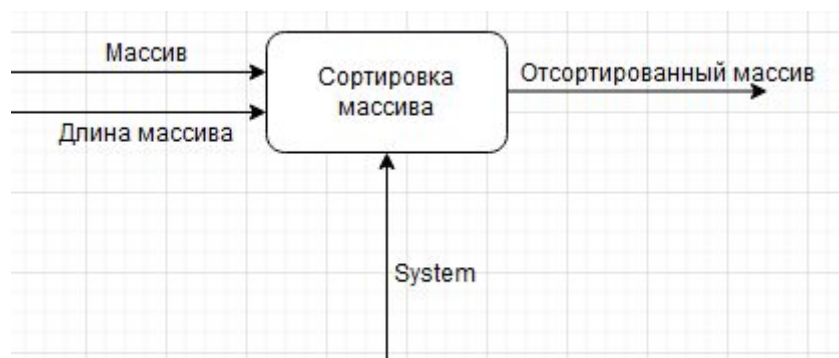 Массив
Длина массива
Сортировка
массива
Отсортированный массив
System